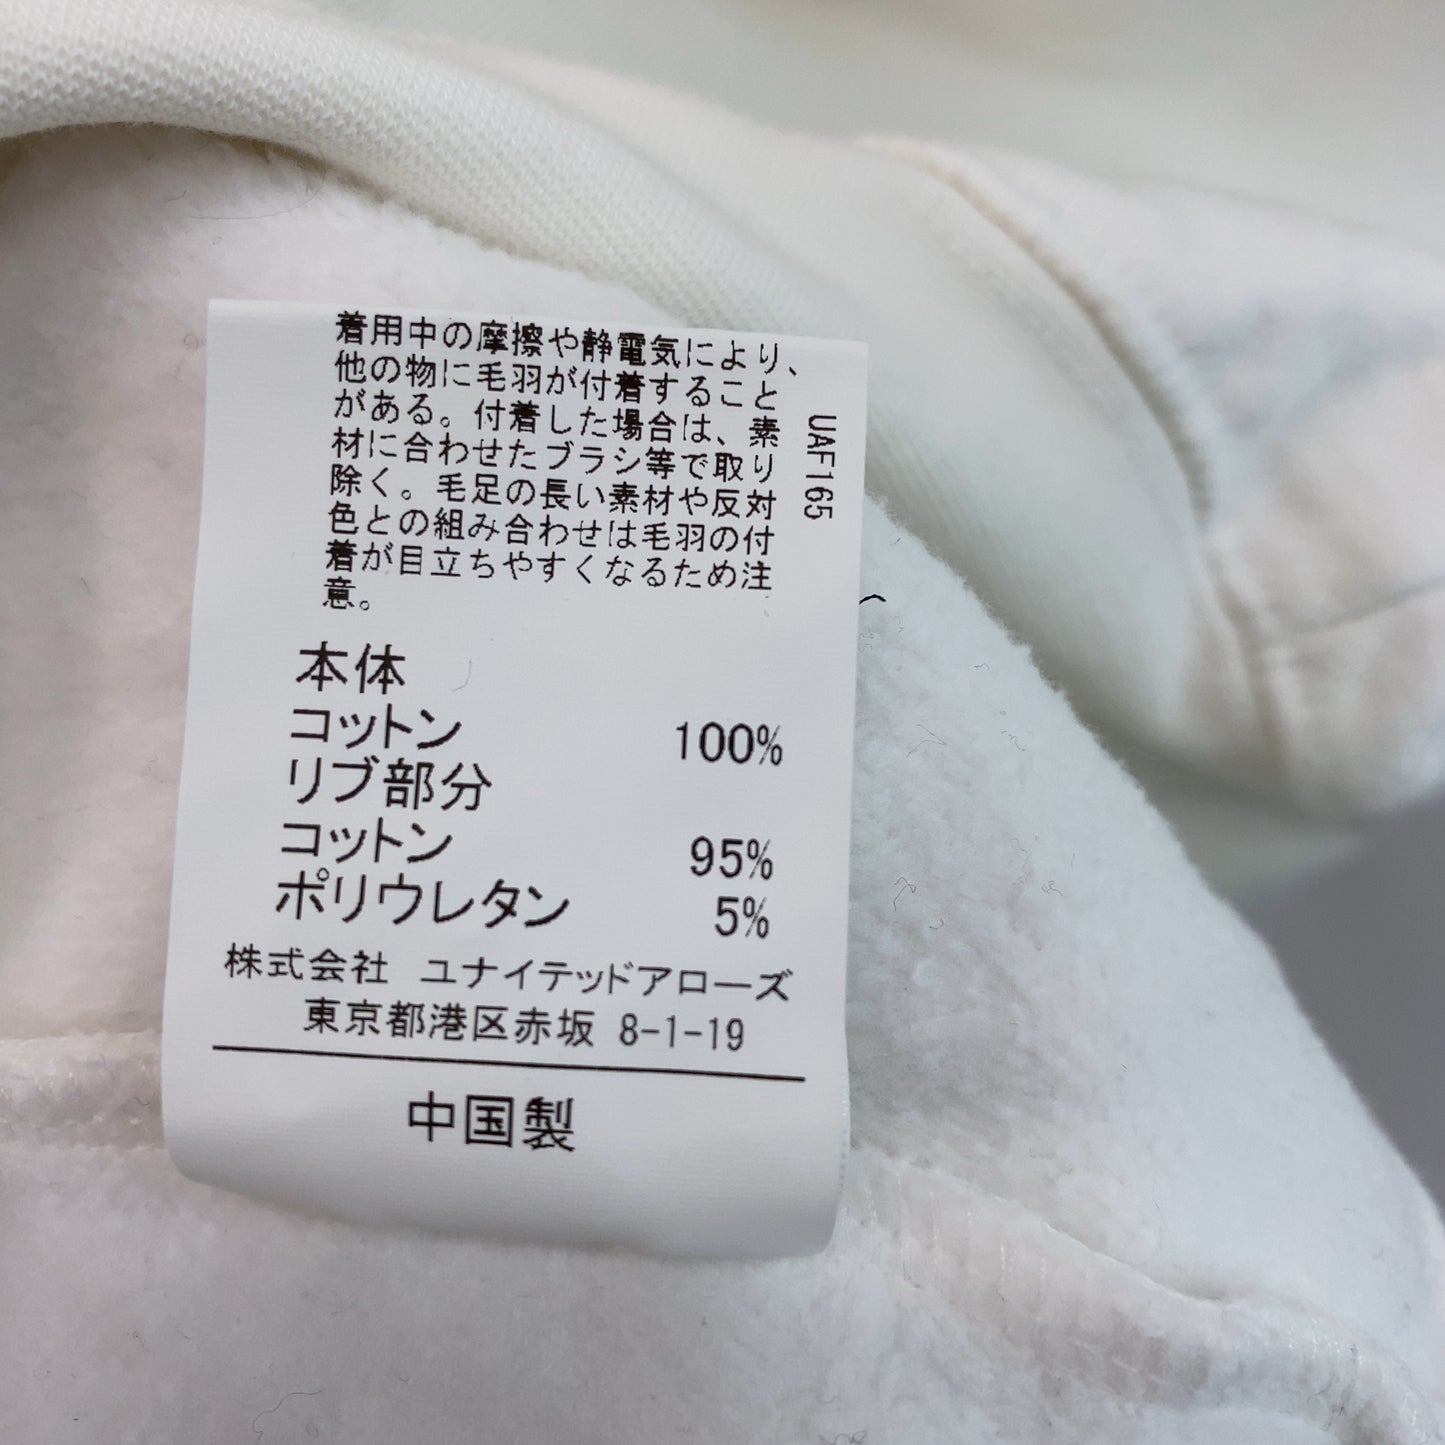 着用中の摩擦や静電気により、
他の物に毛羽が付着すること
がある。付着した場合は、素
材に合わせたブラシ等で取り
除く。毛足の長い素材や反対
色との組み合わせは毛羽の付
着が目立ちやすくなるため注
意。
UAF165
本体
コットン 100%
リブ部分
コットン 95%
ポリウレタン 5%
株式会社 ユナイテッドアローズ
東京都港区赤坂 8-1-19
中国製